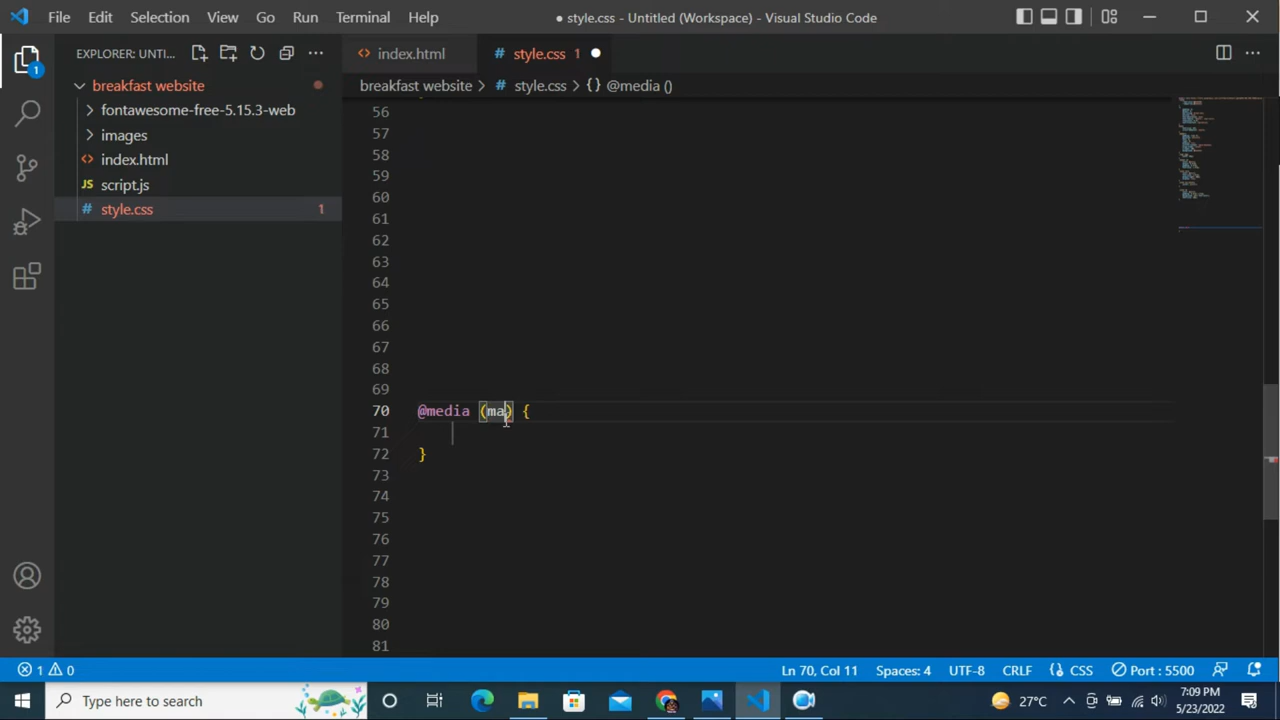 File Edit Selection View Go Run Terminal Help
● style.css - Untitled (Workspace) - Visual Studio Code
EXPLORER: UNTI...
index.html
# style.css 1
breakfast website > # style.css > {} @media ()
breakfast website
fontawesome-free-5.15.3-web
images
<> index.html
JS script.js
# style.css 1
1
56
57
58
59
60
61
62
63
64
65
66
67
68
69
70 @media (ma) {
71
72 }
73
74
75
76
77
78
79
80
81
1 0
Ln 70, Col 11 Spaces: 4 UTF-8 CRLF {} CSS Port : 5500
Type here to search
27°C
7:09 PM
5/23/2022